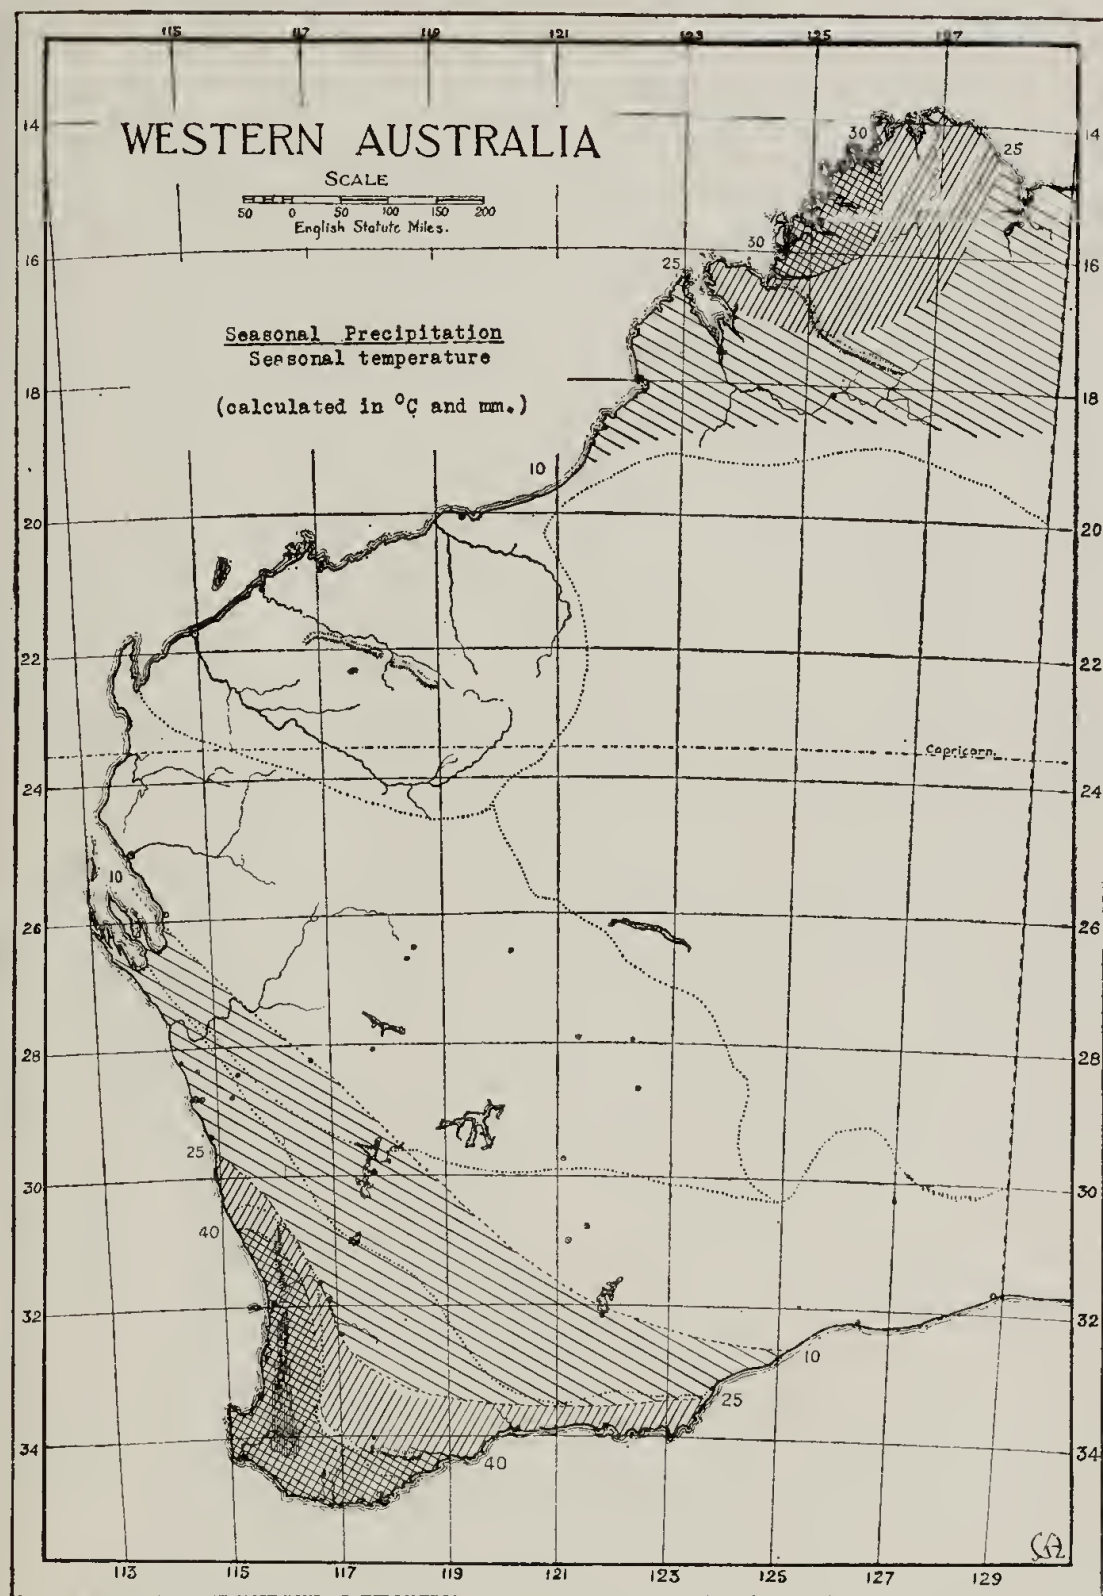 115 117 119 121 123 125 127
14 14
WESTERN AUSTRALIA
30
25
SCALE
50 0 50 100 150 200
English Statute Miles.
30
16 25 16
Seasonal Precipitation
Seasonal temperature
(calculated in °C and mm.)
18 18
10
20 20
22 22
Capricorn.
24 24
10
26 26
28 28
25
30 30
40
32 32
10
25
34 40 34
113 115 117 119 121 123 125 127 129